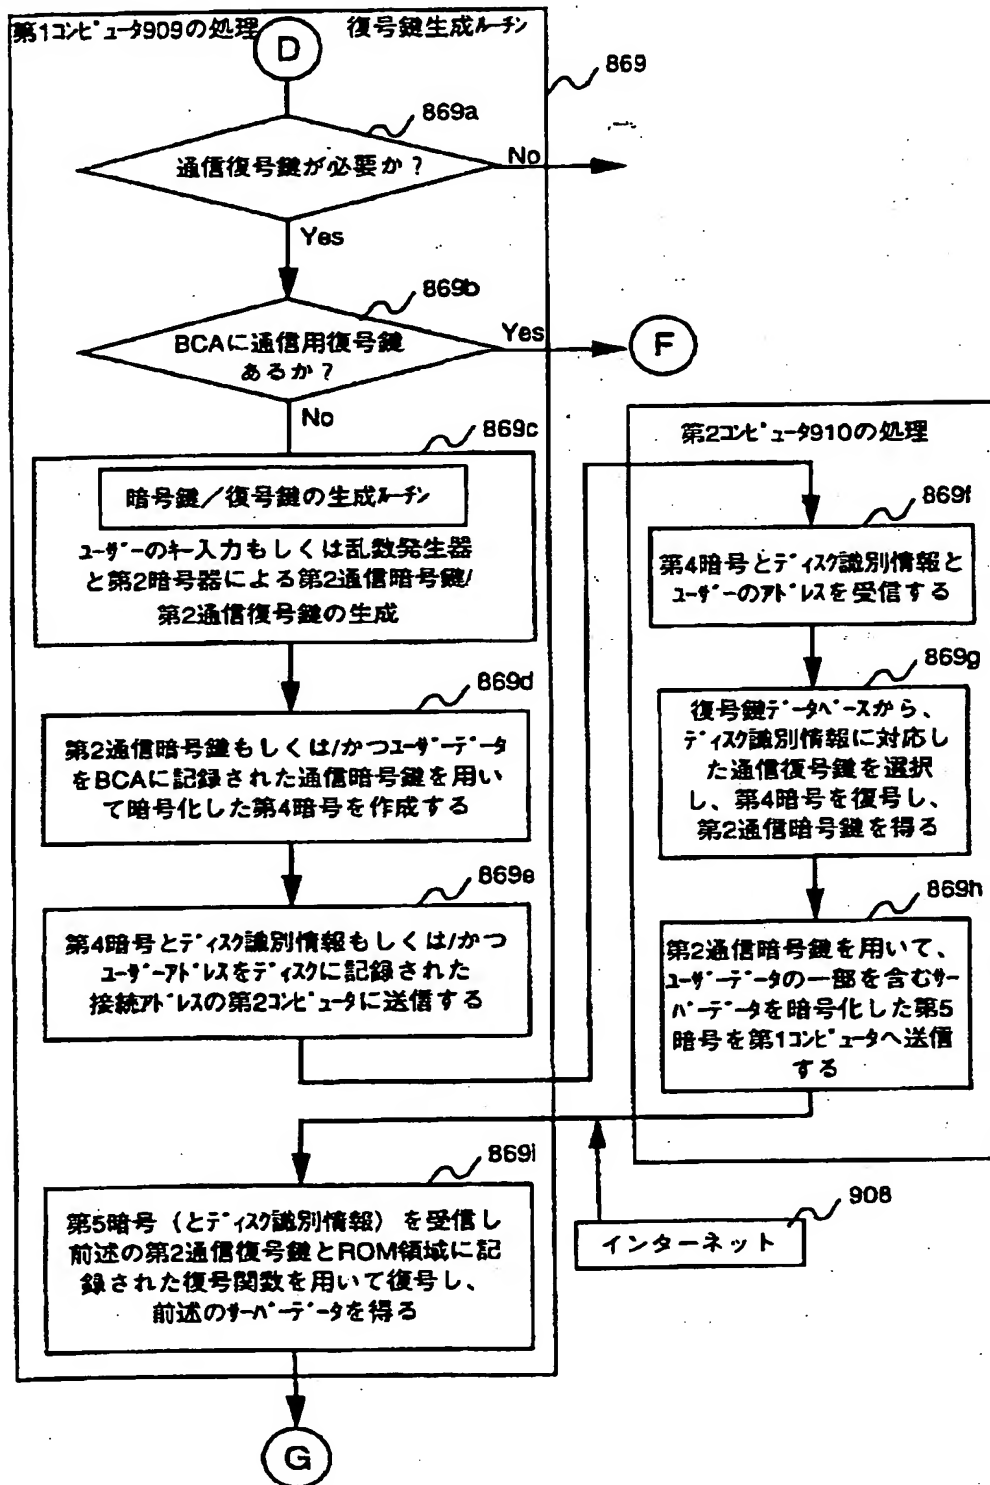 第1ｺﾝﾋﾟｭｰﾀ909の処理
復号鍵生成ﾙｰﾁﾝ
D
869
869a
通信復号鍵が必要か？
No
Yes
869b
BCAに通信用復号鍵
あるか？
Yes
F
No
869c
暗号鍵／復号鍵の生成ﾙｰﾁﾝ
ﾕｰｻﾞｰのキー入力もしくは乱数発生器
と第2暗号器による第2通信暗号鍵/
第2通信復号鍵の生成
869d
第2通信暗号鍵もしくは/かつﾕｰｻﾞｰﾃﾞｰﾀ
をBCAに記録された通信暗号鍵を用い
て暗号化した第4暗号を作成する
869e
第4暗号とﾃﾞｨｽｸ識別情報もしくは/かつ
ﾕｰｻﾞｰｱﾄﾞﾚｽをﾃﾞｨｽｸに記録された
接続ｱﾄﾞﾚｽの第2ｺﾝﾋﾟｭｰﾀに送信する
第2ｺﾝﾋﾟｭｰﾀ910の処理
869f
第4暗号とﾃﾞｨｽｸ識別情報と
ﾕｰｻﾞｰのｱﾄﾞﾚｽを受信する
869g
復号鍵ﾃﾞｰﾀﾍﾞｰｽから、
ﾃﾞｨｽｸ識別情報に対応し
た通信復号鍵を選択
し、第4暗号を復号し、
第2通信暗号鍵を得る
869h
第2通信暗号鍵を用いて、
ﾕｰｻﾞｰﾃﾞｰﾀの一部を含むｻｰ
ﾊﾞｰﾃﾞｰﾀを暗号化した第5
暗号を第1ｺﾝﾋﾟｭｰﾀへ送信
する
869i
第5暗号（とﾃﾞｨｽｸ識別情報）を受信し
前述の第2通信復号鍵とROM領域に記
録された復号関数を用いて復号し、
前述のｻｰﾊﾞｰﾃﾞｰﾀを得る
908
インターネット
G